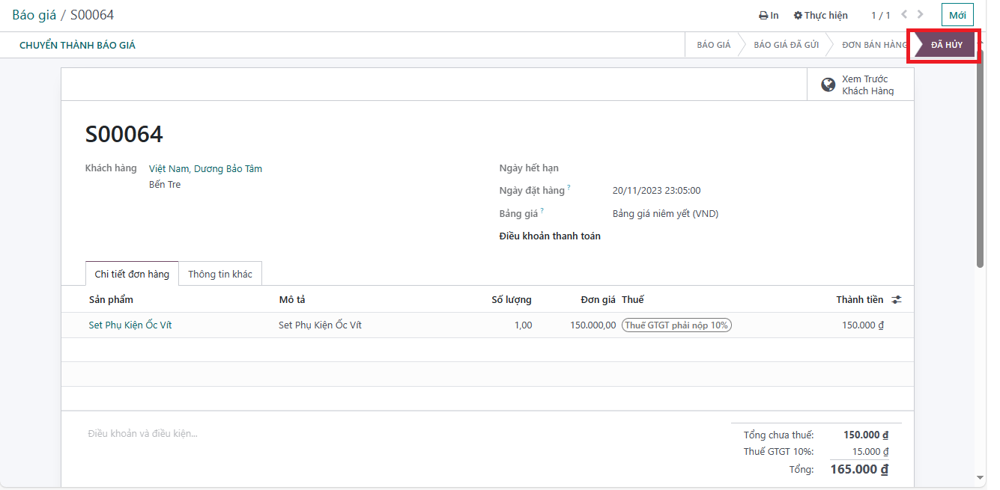 Báo giá / S00064
In
Thực hiện
1 / 1
Mới
CHUYỂN THÀNH BÁO GIÁ
BÁO GIÁ
BÁO GIÁ ĐÃ GỬI
ĐƠN BÁN HÀNG
ĐÃ HỦY
Xem Trước
Khách Hàng
S00064
Khách hàng
Việt Nam, Dương Bảo Tâm
Bến Tre
Ngày hết hạn
Ngày đặt hàng ? 20/11/2023 23:05:00
Bảng giá ? Bảng giá niêm yết (VND)
Điều khoản thanh toán
Chi tiết đơn hàng Thông tin khác
Sản phẩm Mô tả Số lượng Đơn giá Thuế Thành tiền
Set Phụ Kiện Ốc Vít Set Phụ Kiện Ốc Vít 1,00 150.000,00 Thuế GTGT phải nộp 10% 150.000 ₫
Điều khoản và điều kiện...
Tổng chưa thuế: 150.000 ₫
Thuế GTGT 10%: 15.000 ₫
Tổng: 165.000 ₫